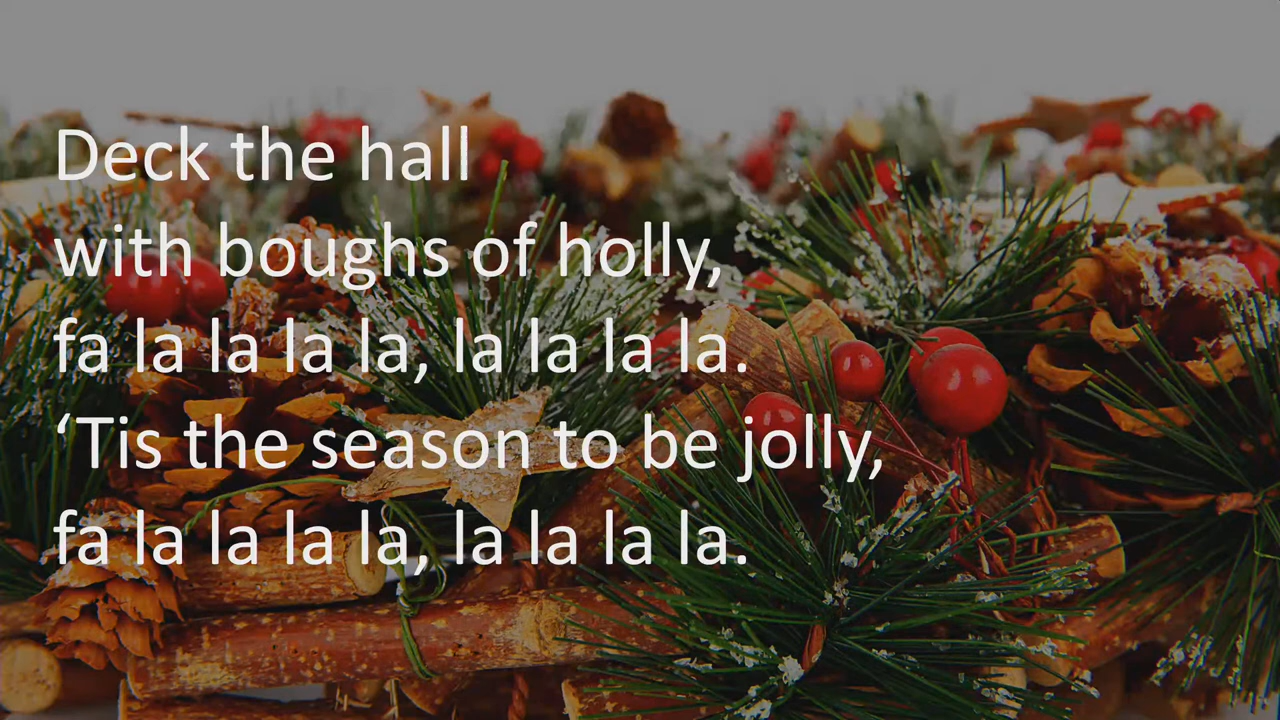 Deck the hall
with boughs of holly,
fa la la la la, la la la la.
‘Tis the season to be jolly,
fa la la la la, la la la la.